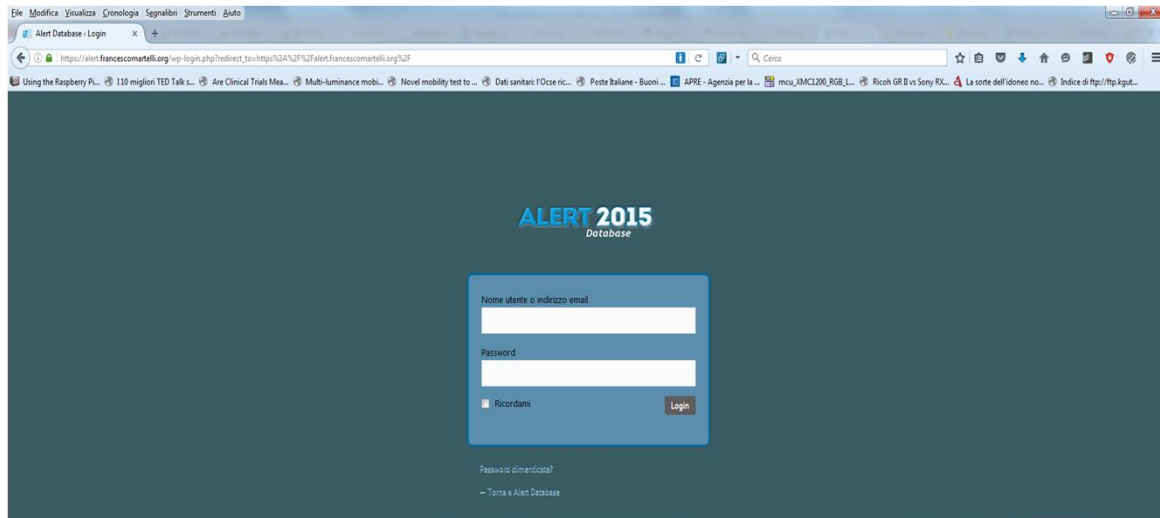 File Modifica Visualizza Cronologia Segnalibri Strumenti Aiuto
Alert Database ‹ Login × +
https://alert.francescomartelli.org/wp-login.php?redirect_to=https%3A%2F%2Falert.francescomartelli.org%2F Cerca
Using the Raspberry Pi... 110 migliori TED Talk s... Are Clinical Trials Mea... Multi-luminance mobi... Novel mobility test to ... Dati sanitari: l'Ocse ric... Poste Italiane - Buoni ... APRE - Agenzia per la ... mcu_XMC1200_RGB_L... Ricoh GR II vs Sony RX... La sorte dell'idoneo no... Indice di ftp://ftp.kgut...
ALERT 2015
Database
Nome utente o indirizzo email
Password
Ricordami Login
Password dimenticata?
← Torna a Alert Database